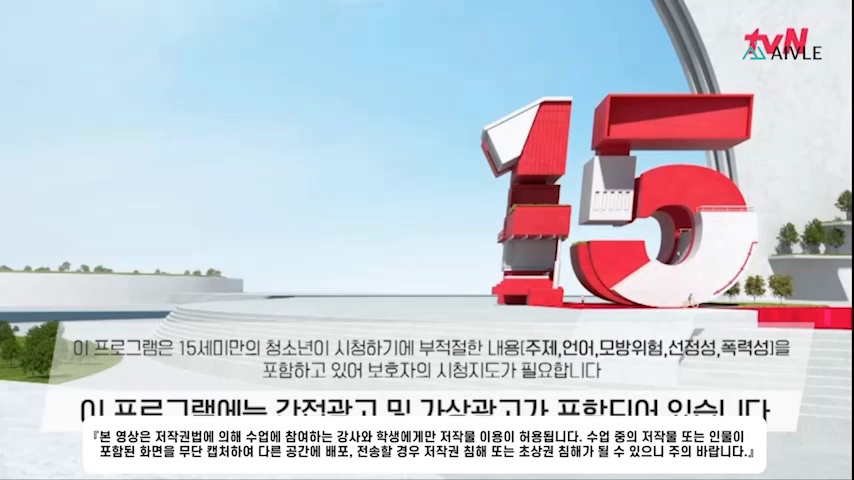 tvN
AIVLE
15
이 프로그램은 15세미만의 청소년이 시청하기에 부적절한 내용[주제,언어,모방위험,선정성,폭력성]을
포함하고 있어 보호자의 시청지도가 필요합니다
이 프로그램에는 간접광고 및 가상광고가 포함되어 있습니다
『본 영상은 저작권법에 의해 수업에 참여하는 강사와 학생에게만 저작물 이용이 허용됩니다. 수업 중의 저작물 또는 인물이
포함된 화면을 무단 캡처하여 다른 공간에 배포, 전송할 경우 저작권 침해 또는 초상권 침해가 될 수 있으니 주의 바랍니다.』